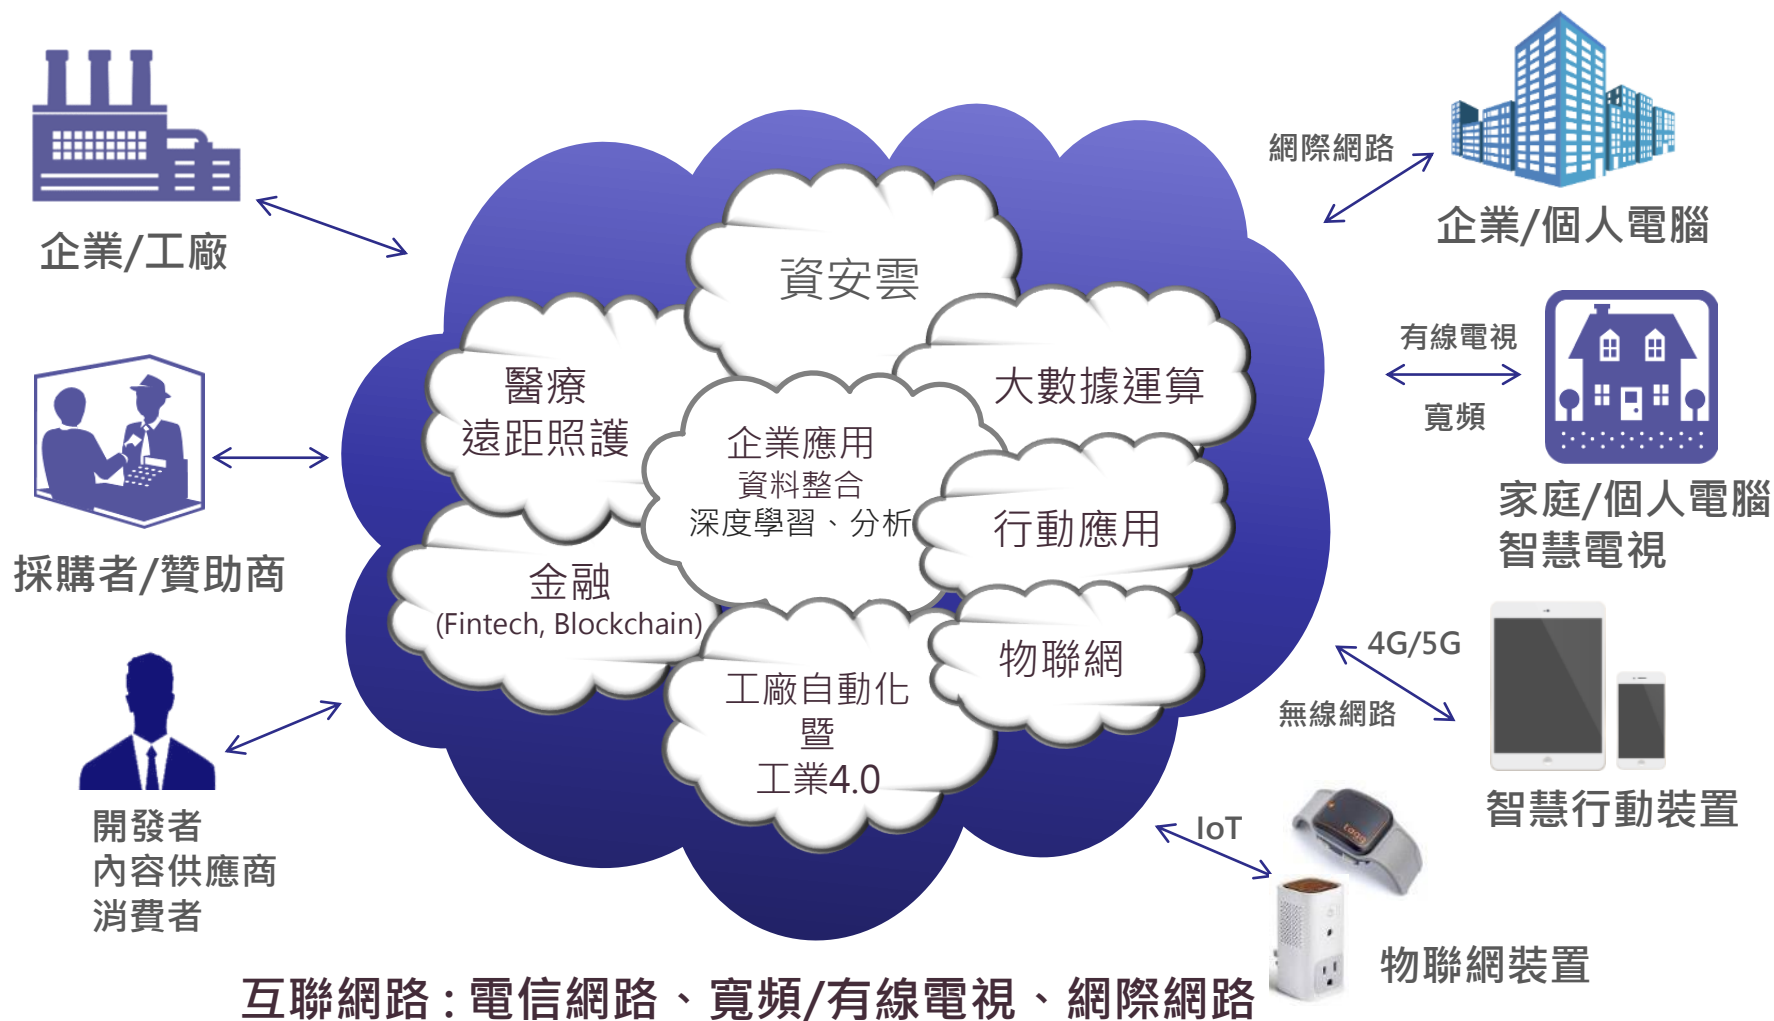 網際網路
企業/工廠
企業/個人電腦
資安雲
有線電視
寬頻
醫療
遠距照護
大數據運算
企業應用
資料整合
深度學習、分析
家庭/個人電腦
智慧電視
採購者/贊助商
行動應用
金融
(Fintech, Blockchain)
物聯網
4G/5G
無線網路
工廠自動化
暨
工業4.0
智慧行動裝置
IoT
tagg
開發者
內容供應商
消費者
物聯網裝置
互聯網路 : 電信網路、寬頻/有線電視、網際網路